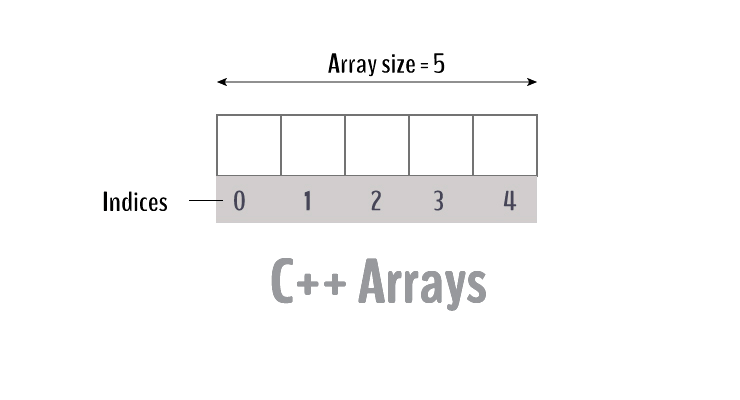 Array size = 5
Indices 0 1 2 3 4
C++ Arrays